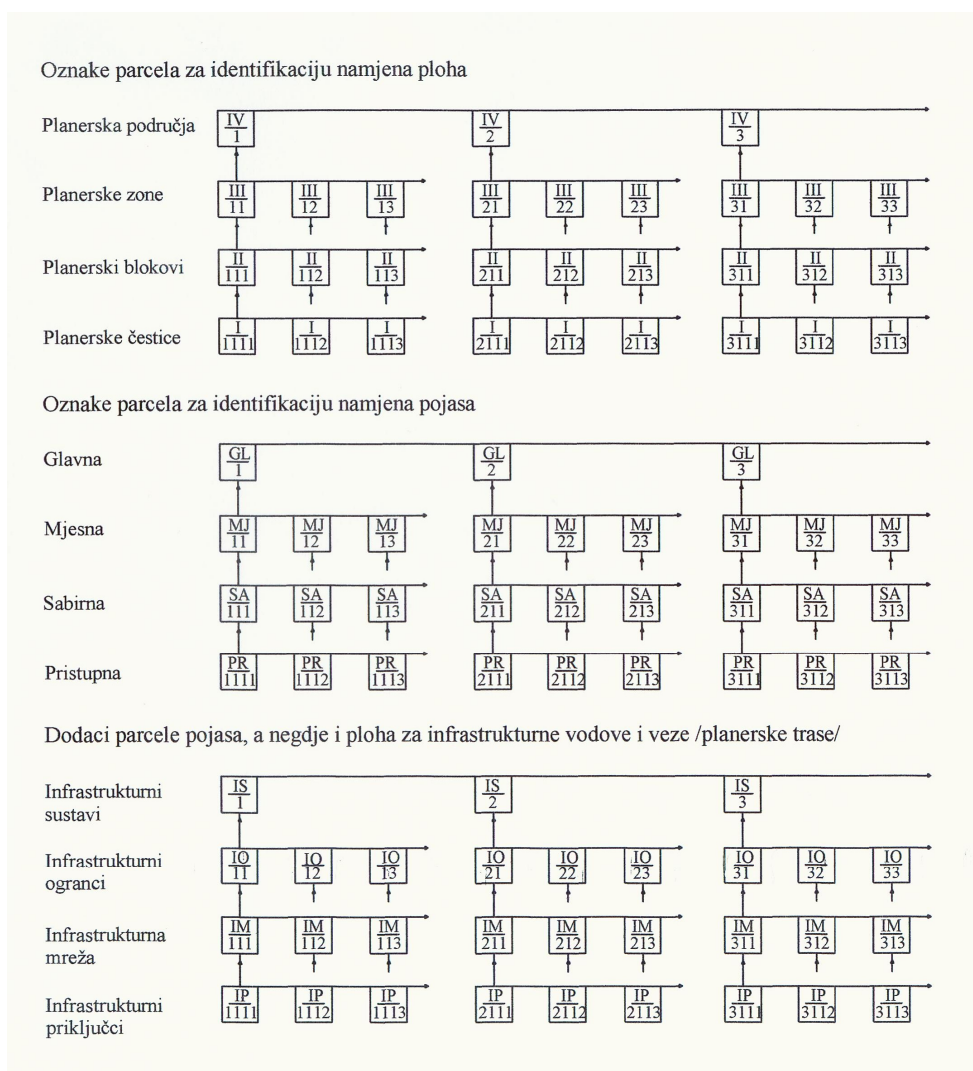 Oznake parcela za identifikaciju namjena ploha
Planerska područja
IV IV IV
1 2 3
Planerske zone
III III III III III III III III III
11 12 13 21 22 23 31 32 33
Planerski blokovi
II II II II II II II II II
111 112 113 211 212 213 311 312 313
Planerske čestice
I I I I I I I I I
1111 1112 1113 2111 2112 2113 3111 3112 3113
Oznake parcela za identifikaciju namjena pojasa
Glavna
GL GL GL
1 2 3
Mjesna
MJ MJ MJ MJ MJ MJ MJ MJ MJ
11 12 13 21 22 23 31 32 33
Sabirna
SA SA SA SA SA SA SA SA SA
111 112 113 211 212 213 311 312 313
Pristupna
PR PR PR PR PR PR PR PR PR
1111 1112 1113 2111 2112 2113 3111 3112 3113
Dodaci parcele pojasa, a negdje i ploha za infrastrukturne vodove i veze /planerske trase/
Infrastrukturni
sustavi
IS IS IS
1 2 3
Infrastrukturni
ogranci
IO IO IO IO IO IO IO IO IO
11 12 13 21 22 23 31 32 33
Infrastrukturna
mreža
IM IM IM IM IM IM IM IM IM
111 112 113 211 212 213 311 312 313
Infrastrukturni
priključci
IP IP IP IP IP IP IP IP IP
1111 1112 1113 2111 2112 2113 3111 3112 3113